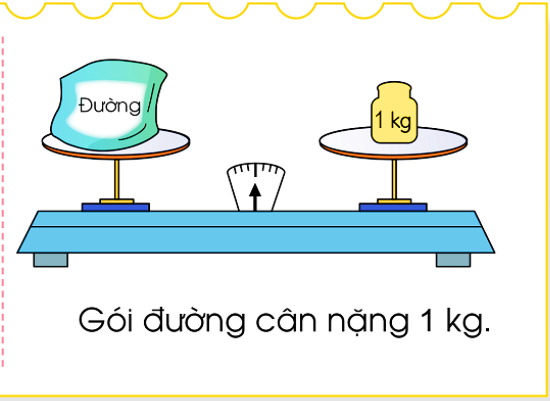 Đường
1 kg
Gói đường cân nặng 1 kg.